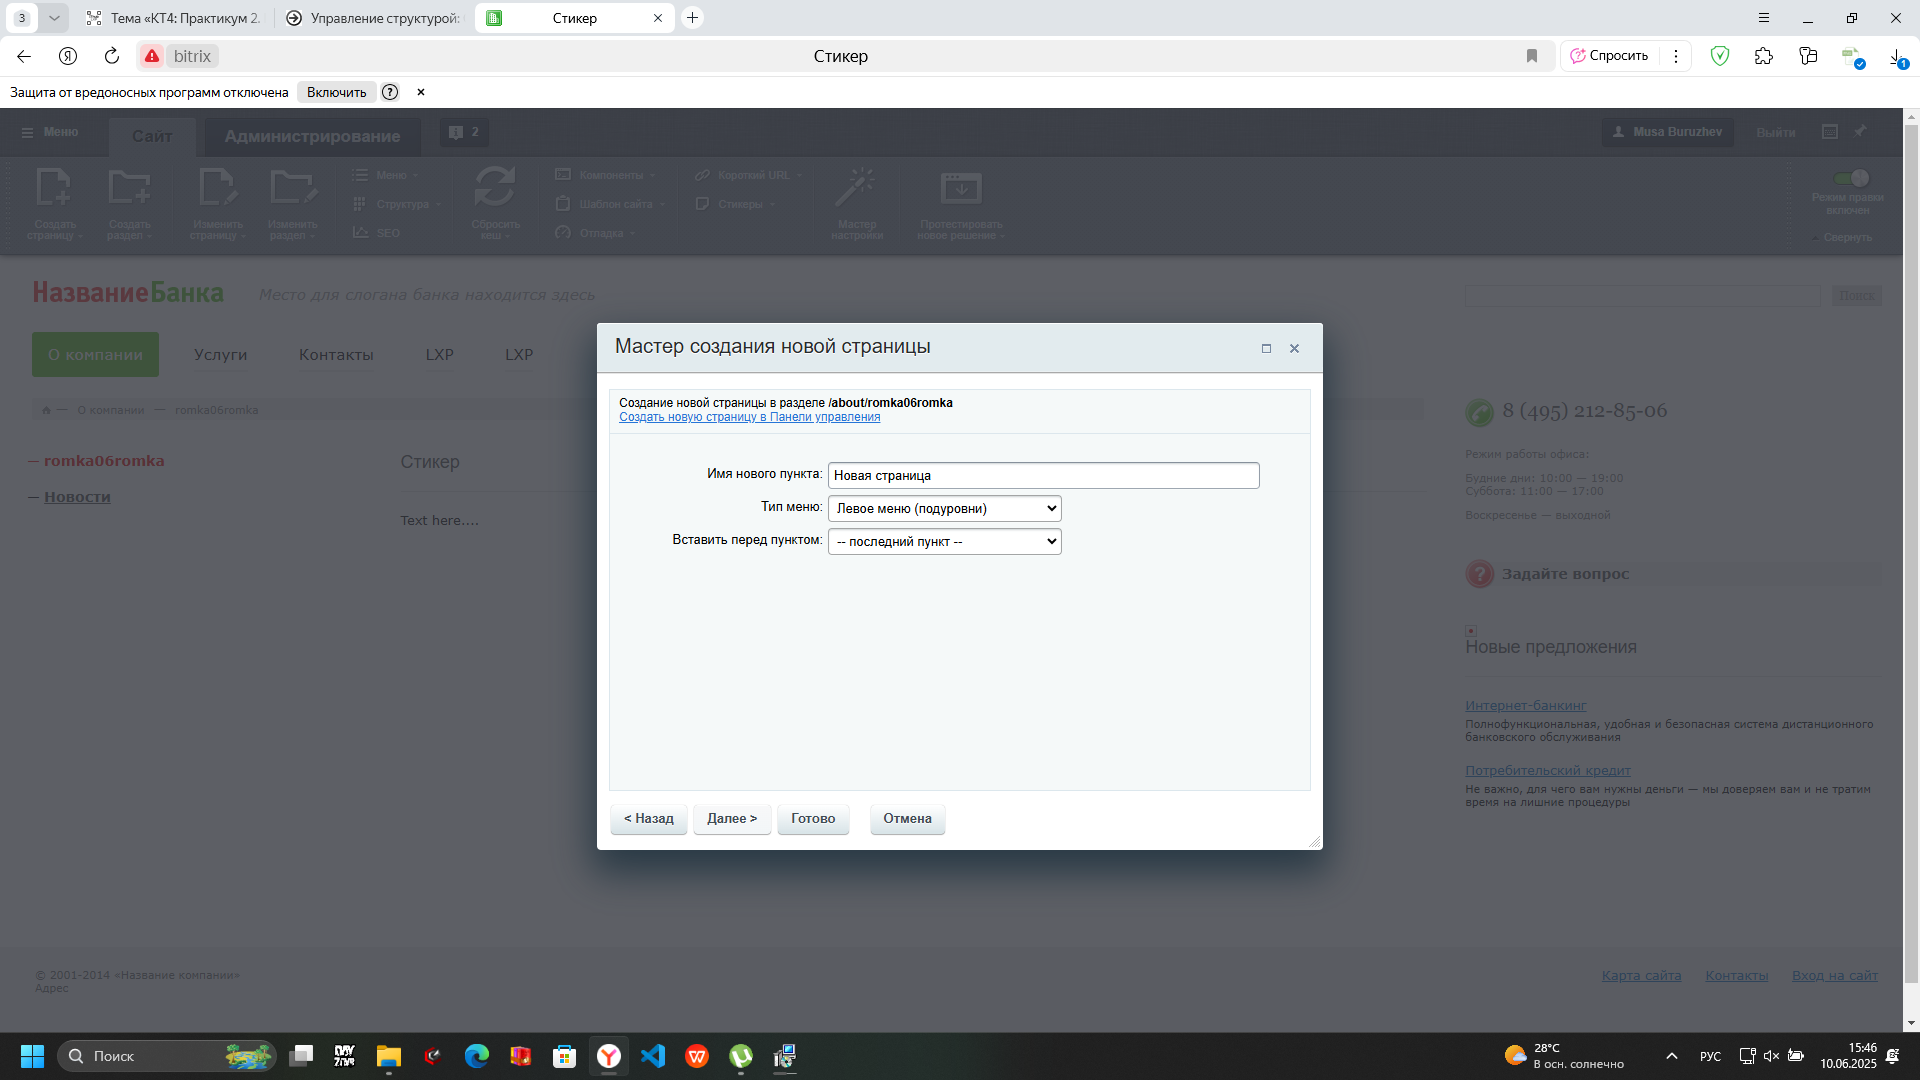 3
Тема «КТ4: Практикум 2.
Управление структурой:
Стикер
bitrix
Стикер
Спросить
1
Защита от вредоносных программ отключена
Включить
Меню
Сайт
Администрирование
2
Musa Buruzhev
Выйти
Создать страницу
Создать раздел
Изменить страницу
Изменить раздел
Меню
Структура
SEO
Сбросить кеш
Компоненты
Шаблон сайта
Отладка
Короткий URL
Стикеры
Мастер настройки
Протестировать новое решение
Режим правки включен
Свернуть
НазваниеБанка
Место для слогана банка находится здесь
Поиск
О компании
Услуги
Контакты
LXP
LXP
— О компании — romka06romka
— romka06romka
— Новости
Стикер
Text here....
Мастер создания новой страницы
Создание новой страницы в разделе /about/romka06romka
Создать новую страницу в Панели управления
Имя нового пункта: Новая страница
Тип меню: Левое меню (подуровни)
Вставить перед пунктом: -- последний пункт --
< Назад
Далее >
Готово
Отмена
8 (495) 212-85-06
Режим работы офиса:
Будние дни: 10:00 — 19:00
Суббота: 11:00 — 17:00
Воскресенье — выходной
Задайте вопрос
Новые предложения
Интернет-банкинг
Полнофункциональная, удобная и безопасная система дистанционного
банковского обслуживания
Потребительский кредит
Не важно, для чего вам нужны деньги — мы доверяем вам и не тратим
время на лишние процедуры
© 2001-2014 «Название компании»
Адрес
Карта сайта
Контакты
Вход на сайт
Поиск
28°C
В осн. солнечно
РУС
15:46
10.06.2025